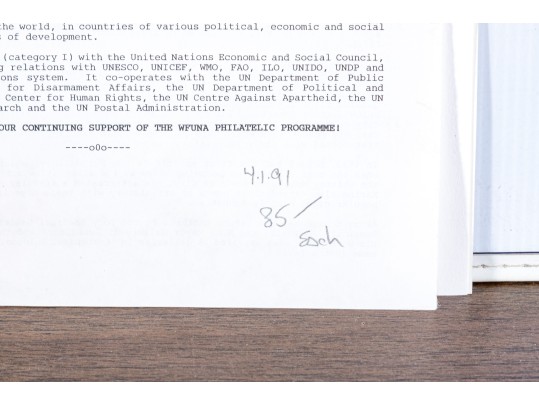 the world, in countries of various political, economic and social
of development.
(category I) with the United Nations Economic and Social Council,
relations with UNESCO, UNICEF, WMO, FAO, ILO, UNIDO, UNDP and
ons system. It co-operates with the UN Department of Public
for Disarmament Affairs, the UN Department of Political and
Center for Human Rights, the UN Centre Against Apartheid, the UN
arch and the UN Postal Administration.
OUR CONTINUING SUPPORT OF THE WFUNA PHILATELIC PROGRAMME!
----oOo----
4.1.91
85/